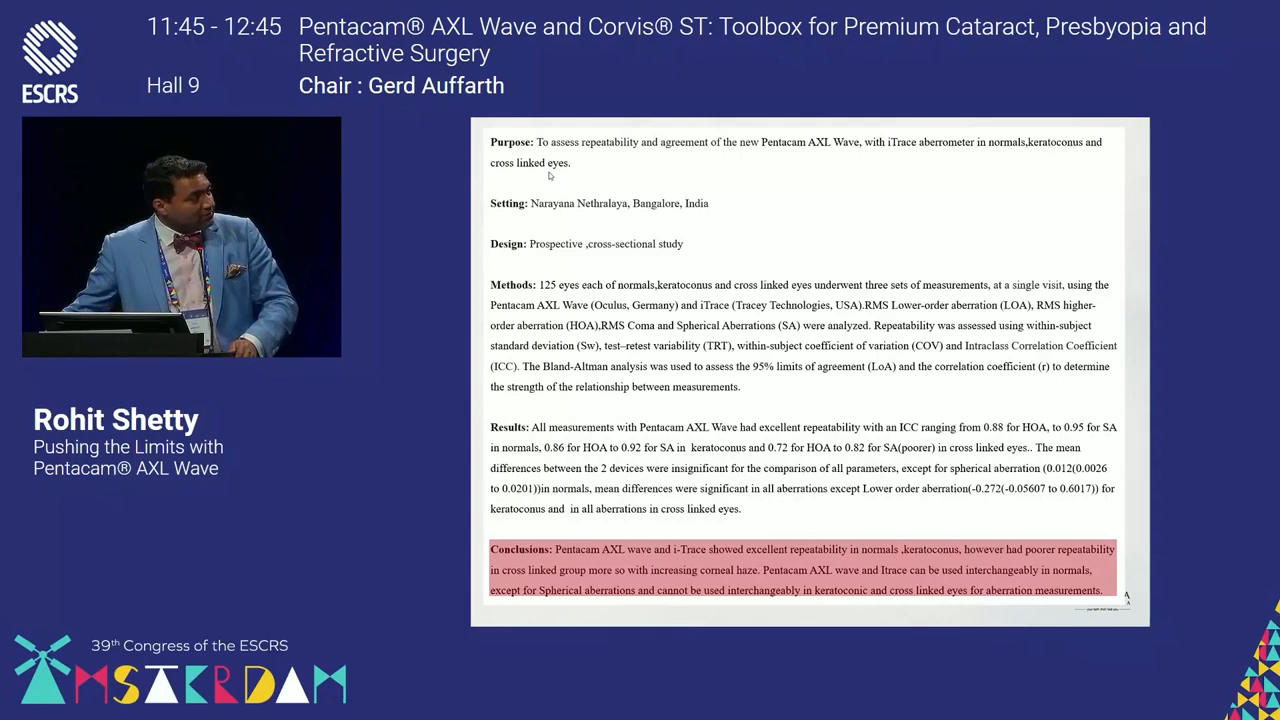 11:45 - 12:45
Pentacam® AXL Wave and Corvis® ST: Toolbox for Premium Cataract, Presbyopia and
Refractive Surgery
Hall 9
Chair : Gerd Auffarth
ESCRS
Purpose: To assess repeatability and agreement of the new Pentacam AXL Wave, with iTrace aberrometer in normals,keratoconus and
cross linked eyes.
Setting: Narayana Nethralaya, Bangalore, India
Design: Prospective ,cross-sectional study
Methods: 125 eyes each of normals,keratoconus and cross linked eyes underwent three sets of measurements, at a single visit, using the
Pentacam AXL Wave (Oculus, Germany) and iTrace (Tracey Technologies, USA).RMS Lower-order aberration (LOA), RMS higher-
order aberration (HOA),RMS Coma and Spherical Aberrations (SA) were analyzed. Repeatability was assessed using within-subject
standard deviation (Sw), test–retest variability (TRT), within-subject coefficient of variation (COV) and Intraclass Correlation Coefficient
(ICC). The Bland-Altman analysis was used to assess the 95% limits of agreement (LoA) and the correlation coefficient (r) to determine
the strength of the relationship between measurements.
Results: All measurements with Pentacam AXL Wave had excellent repeatability with an ICC ranging from 0.88 for HOA, to 0.95 for SA
in normals, 0.86 for HOA to 0.92 for SA in keratoconus and 0.72 for HOA to 0.82 for SA(poorer) in cross linked eyes.. The mean
differences between the 2 devices were insignificant for the comparison of all parameters, except for spherical aberration (0.012(0.0026
to 0.0201))in normals, mean differences were significant in all aberrations except Lower order aberration(-0.272(-0.05607 to 0.6017)) for
keratoconus and in all aberrations in cross linked eyes.
Conclusions: Pentacam AXL wave and i-Trace showed excellent repeatability in normals ,keratoconus, however had poorer repeatability
in cross linked group more so with increasing corneal haze. Pentacam AXL wave and Itrace can be used interchangeably in normals,
except for Spherical aberrations and cannot be used interchangeably in keratoconic and cross linked eyes for aberration measurements.
Rohit Shetty
Pushing the Limits with
Pentacam® AXL Wave
39th Congress of the ESCRS
AMSTERDAM